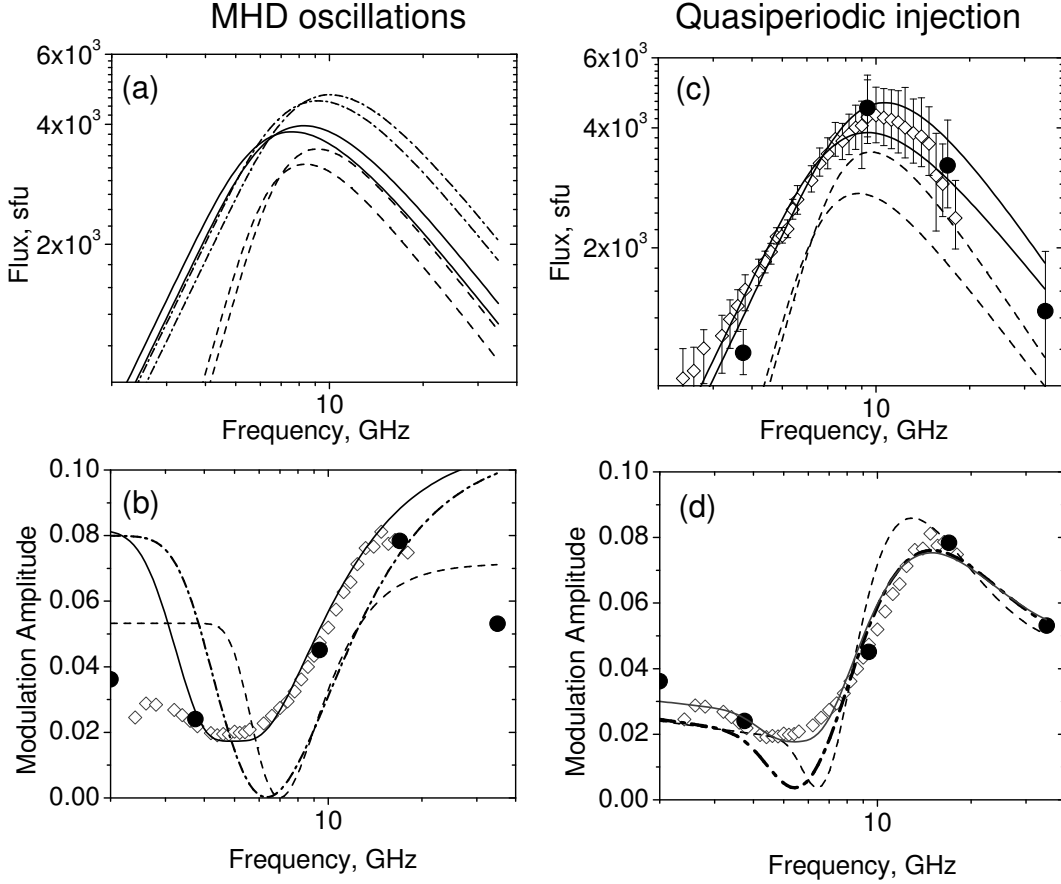 MHD oscillations
Quasiperiodic injection
(a)
6x10³
4x10³
2x10³
Flux, sfu
10
Frequency, GHz
(c)
6x10³
4x10³
2x10³
Flux, sfu
10
Frequency, GHz
(b)
0.10
0.08
0.06
0.04
0.02
0.00
Modulation Amplitude
10
Frequency, GHz
(d)
0.10
0.08
0.06
0.04
0.02
0.00
Modulation Amplitude
10
Frequency, GHz